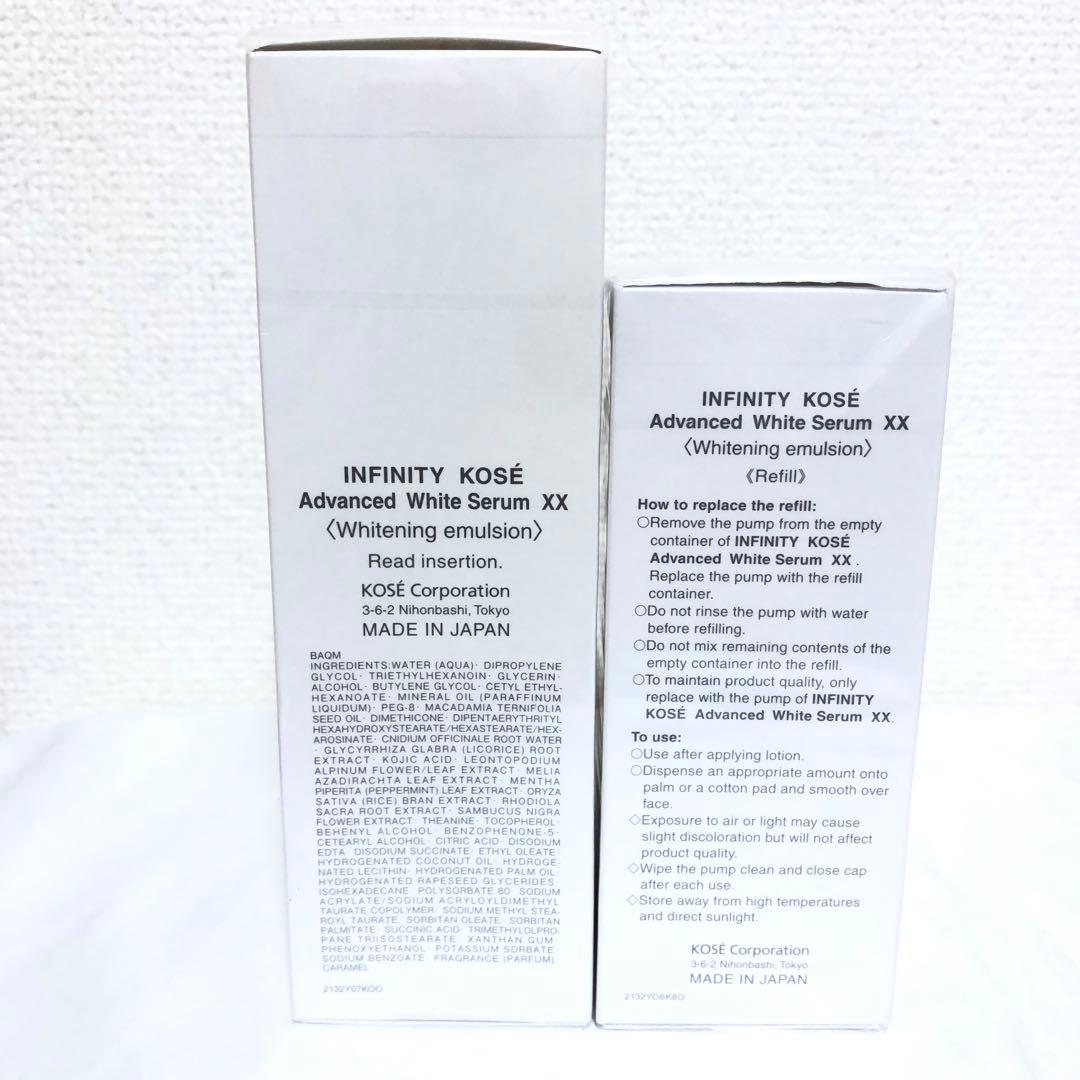 INFINITY KOSÉ
Advanced White Serum XX
〈Whitening emulsion〉
Read insertion.
KOSÉ Corporation
3-6-2 Nihonbashi, Tokyo
MADE IN JAPAN
BAQM
INGREDIENTS:WATER (AQUA)· DIPROPYLENE
GLYCOL· TRIETHYLHEXANOIN· GLYCERIN·
ALCOHOL· BUTYLENE GLYCOL· CETYL ETHYL-
HEXANOATE· MINERAL OIL (PARAFFINUM
LIQUIDUM)· PEG-8· MACADAMIA TERNIFOLIA
SEED OIL· DIMETHICONE· DIPENTAERYTHRITYL
HEXAHYDROXYSTEARATE/HEXASTEARATE/HEX-
AROSINATE· CNIDIUM OFFICINALE ROOT WATER
· GLYCYRRHIZA GLABRA (LICORICE) ROOT
EXTRACT· KOJIC ACID· LEONTOPODIUM
ALPINUM FLOWER/LEAF EXTRACT· MELIA
AZADIRACHTA LEAF EXTRACT· MENTHA
PIPERITA (PEPPERMINT) LEAF EXTRACT· ORYZA
SATIVA (RICE) BRAN EXTRACT· RHODIOLA
SACRA ROOT EXTRACT· SAMBUCUS NIGRA
FLOWER EXTRACT· THEANINE· TOCOPHEROL·
BEHENYL ALCOHOL· BENZOPHENONE-5·
CETEARYL ALCOHOL· CITRIC ACID· DISODIUM
EDTA· DISODIUM SUCCINATE· ETHYL OLEATE·
HYDROGENATED COCONUT OIL· HYDROGE-
NATED LECITHIN· HYDROGENATED PALM OIL·
HYDROGENATED RAPESEED GLYCERIDES·
ISOHEXADECANE· POLYSORBATE 80· SODIUM
ACRYLATE/SODIUM ACRYLOYLDIMETHYL
TAURATE COPOLYMER· SODIUM METHYL STEA-
ROYL TAURATE· SORBITAN OLEATE· SORBITAN
PALMITATE· SUCCINIC ACID· TRIMETHYLOLPRO-
PANE TRIISOSTEARATE· XANTHAN GUM·
PHENOXYETHANOL· POTASSIUM SORBATE·
SODIUM BENZOATE· FRAGRANCE (PARFUM)·
CARAMEL
2132Y07KOO
INFINITY KOSÉ
Advanced White Serum XX
〈Whitening emulsion〉
《Refill》
How to replace the refill:
○Remove the pump from the empty
container of INFINITY KOSÉ
Advanced White Serum XX .
Replace the pump with the refill
container.
○Do not rinse the pump with water
before refilling.
○Do not mix remaining contents of the
empty container into the refill.
○To maintain product quality, only
replace with the pump of INFINITY
KOSÉ Advanced White Serum XX.
To use:
○Use after applying lotion.
○Dispense an appropriate amount onto
palm or a cotton pad and smooth over
face.
◇Exposure to air or light may cause
slight discoloration but will not affect
product quality.
◇Wipe the pump clean and close cap
after each use.
◇Store away from high temperatures
and direct sunlight.
KOSÉ Corporation
3-6-2 Nihonbashi, Tokyo
MADE IN JAPAN
2132YO6K8O